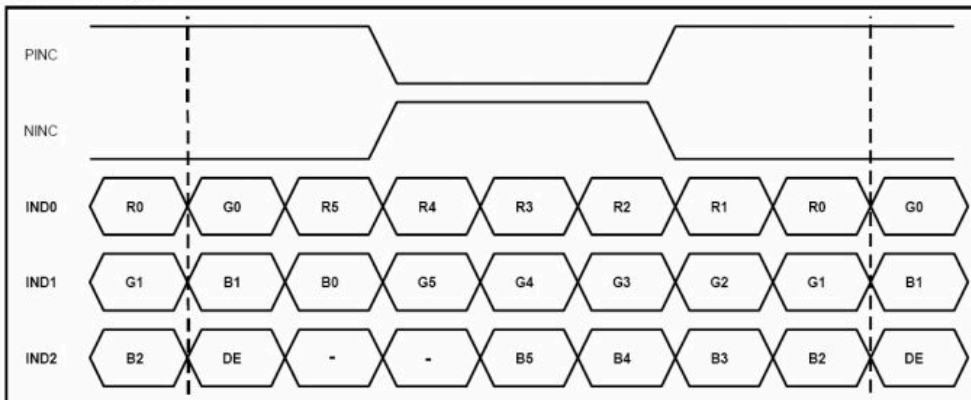 PINC
NINC
IND0 R0 G0 R5 R4 R3 R2 R1 R0 G0
IND1 G1 B1 B0 G5 G4 G3 G2 G1 B1
IND2 B2 DE - - B5 B4 B3 B2 DE